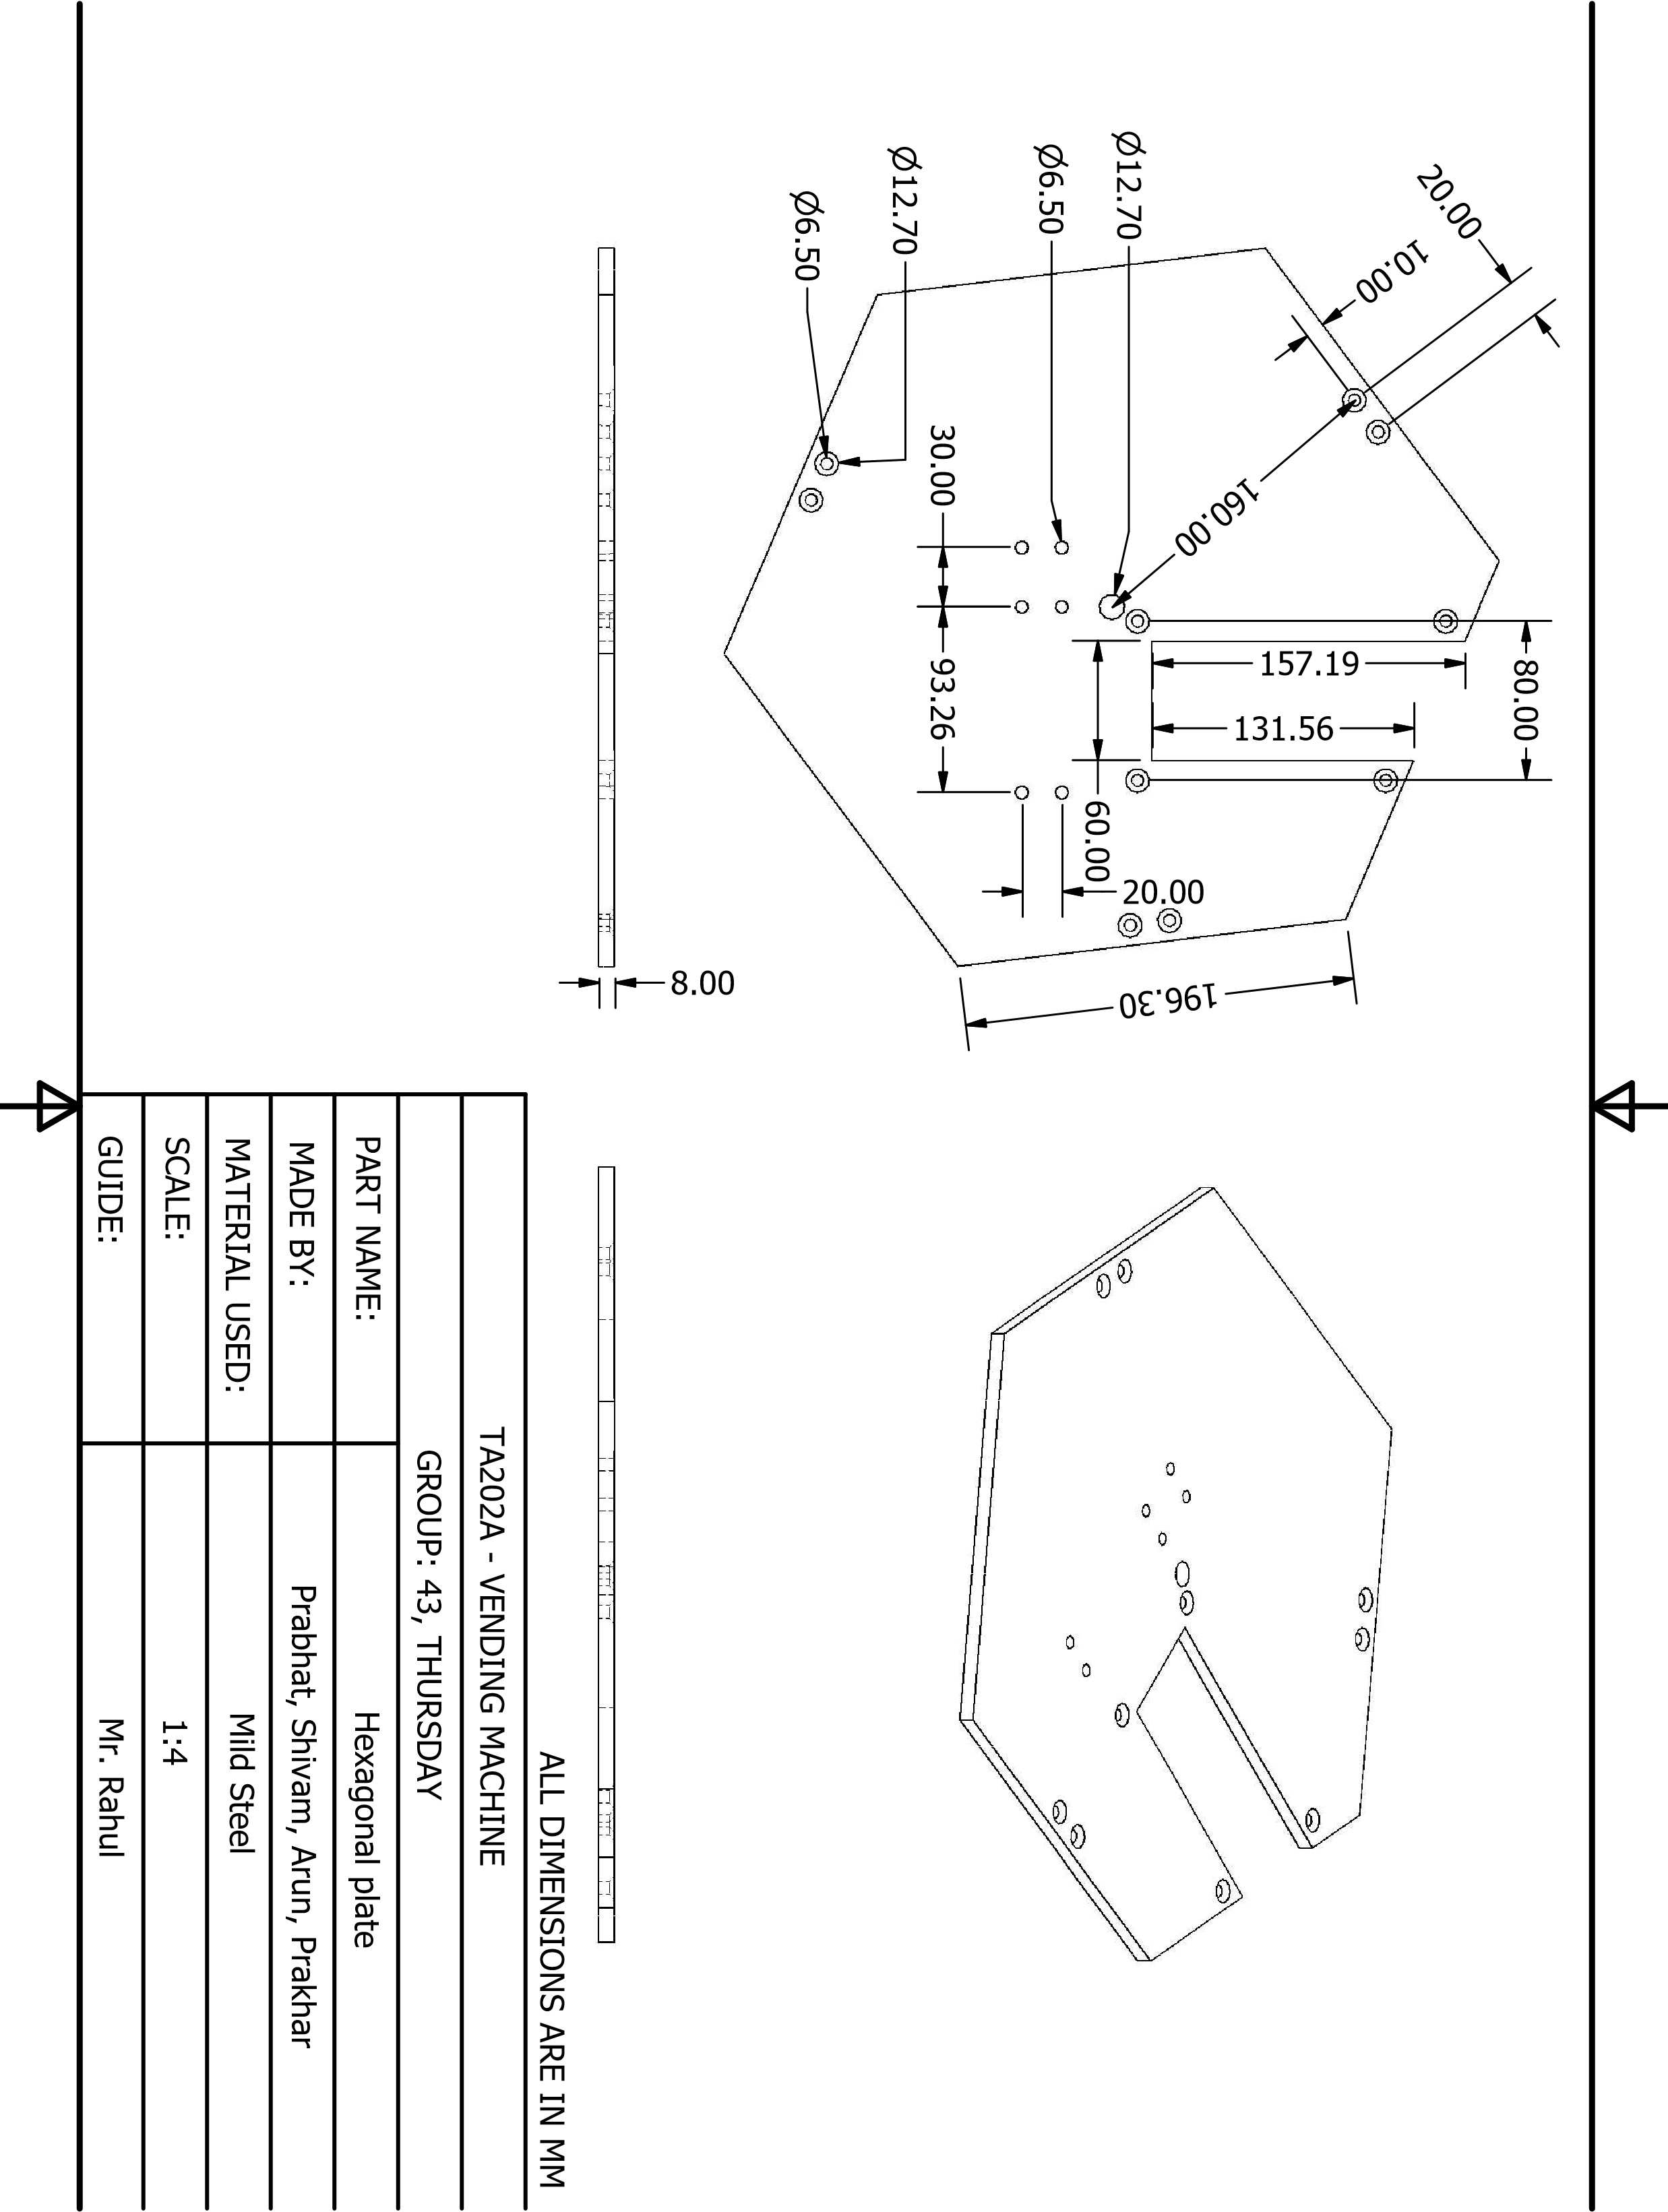 20.00
10.00
Ø12.70
Ø6.50
Ø12.70
Ø6.50
160.00
80.00
157.19
131.56
30.00
93.26
60.00
20.00
196.30
8.00
ALL DIMENSIONS ARE IN MM
TA202A - VENDING MACHINE
GROUP: 43, THURSDAY
PART NAME: Hexagonal plate
MADE BY: Prabhat, Shivam, Arun, Prakhar
MATERIAL USED: Mild Steel
SCALE: 1:4
GUIDE: Mr. Rahul